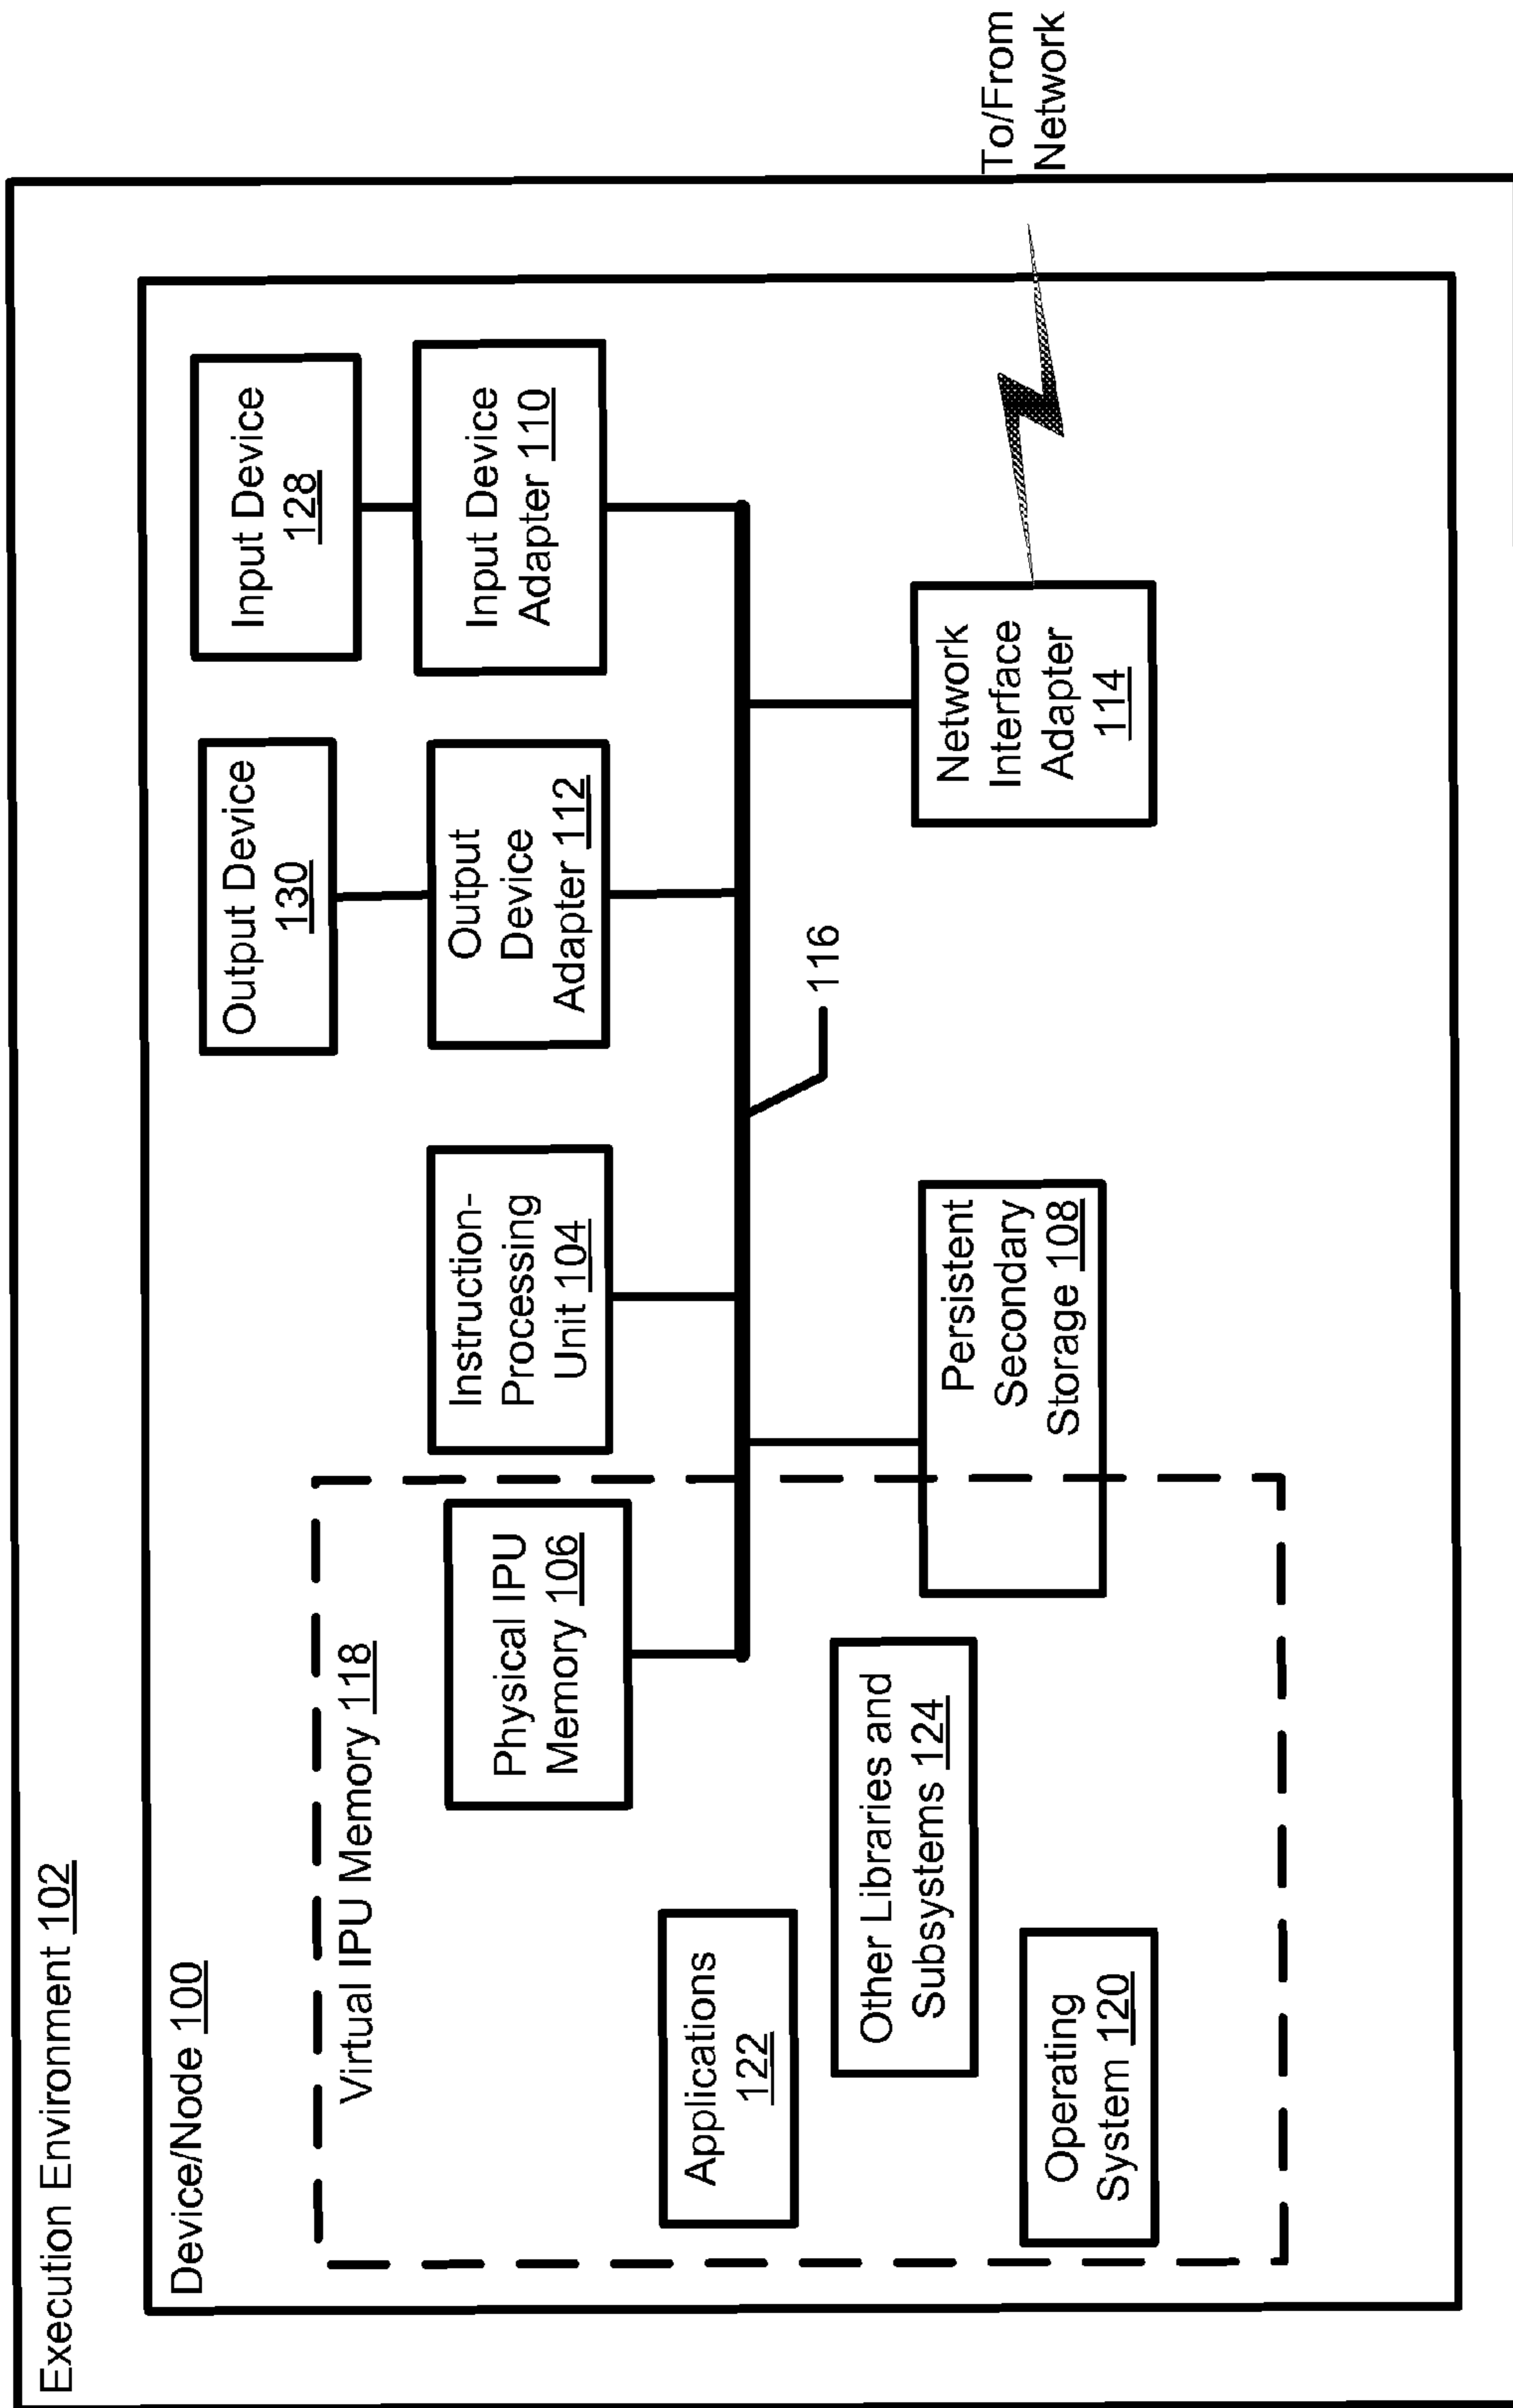 Execution Environment 102
Device/Node 100
Virtual IPU Memory 118
Physical IPU
Memory 106
Instruction-
Processing
Unit 104
Output Device
130
Output
Device
Adapter 112
Input Device
128
Input Device
Adapter 110
Applications
122
Other Libraries and
Subsystems 124
Operating
System 120
Persistent
Secondary
Storage 108
116
Network
Interface
Adapter
114
To/From
Network